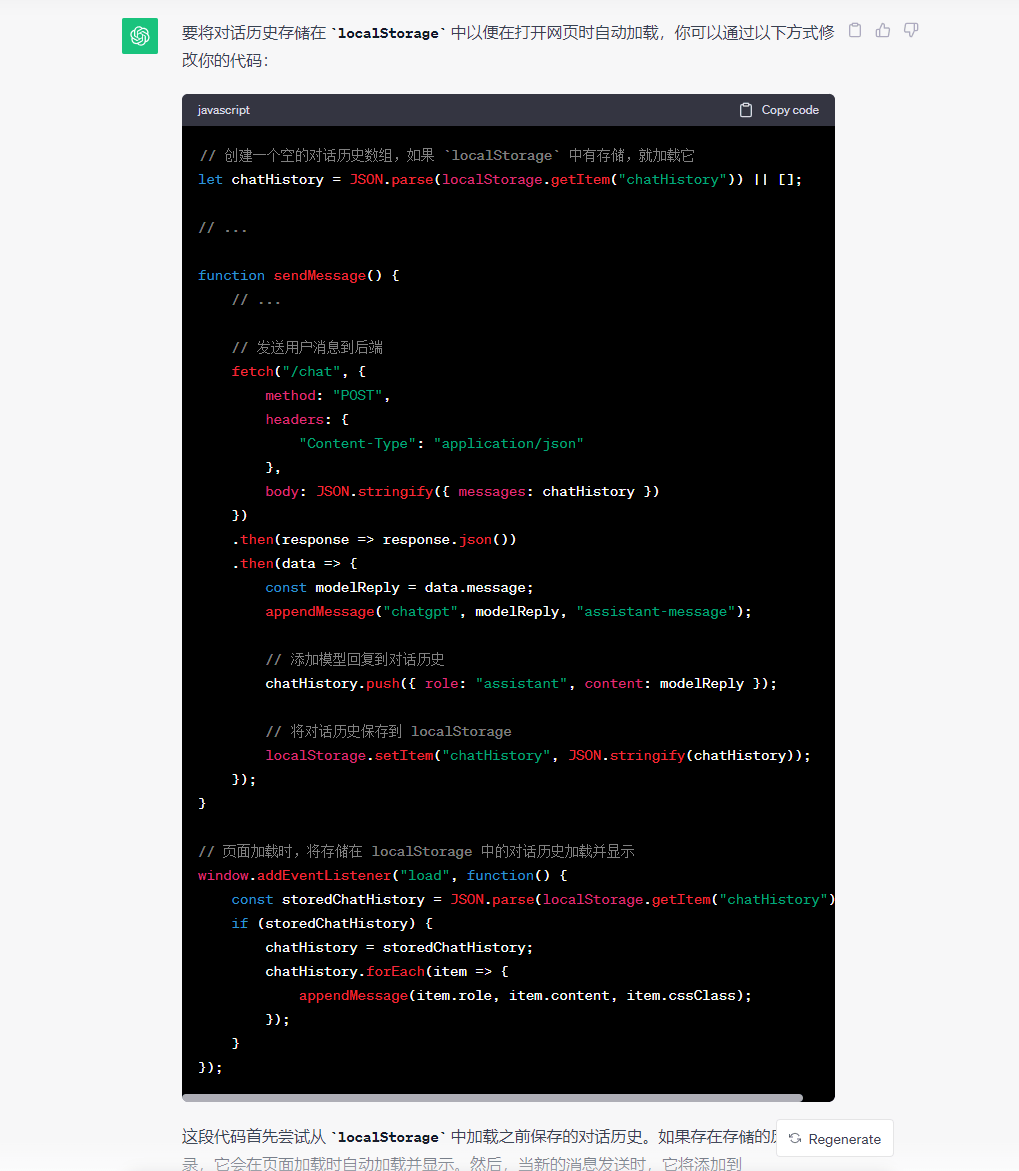 要将对话历史存储在 `localStorage` 中以便在打开网页时自动加载，你可以通过以下方式修
改你的代码：
javascript
Copy code
// 创建一个空的对话历史数组，如果 `localStorage` 中有存储，就加载它
let chatHistory = JSON.parse(localStorage.getItem("chatHistory")) || [];
// ...
function sendMessage() {
// ...
// 发送用户消息到后端
fetch("/chat", {
method: "POST",
headers: {
"Content-Type": "application/json"
},
body: JSON.stringify({ messages: chatHistory })
})
.then(response => response.json())
.then(data => {
const modelReply = data.message;
appendMessage("chatgpt", modelReply, "assistant-message");
// 添加模型回复到对话历史
chatHistory.push({ role: "assistant", content: modelReply });
// 将对话历史保存到 localStorage
localStorage.setItem("chatHistory", JSON.stringify(chatHistory));
});
}
// 页面加载时，将存储在 localStorage 中的对话历史加载并显示
window.addEventListener("load", function() {
const storedChatHistory = JSON.parse(localStorage.getItem("chatHistory")
if (storedChatHistory) {
chatHistory = storedChatHistory;
chatHistory.forEach(item => {
appendMessage(item.role, item.content, item.cssClass);
});
}
});
这段代码首先尝试从 `localStorage` 中加载之前保存的对话历史。如果存在存储的
Regenerate
录，它会在页面加载时自动加载并显示。然后，当新的消息发送时，它将添加到